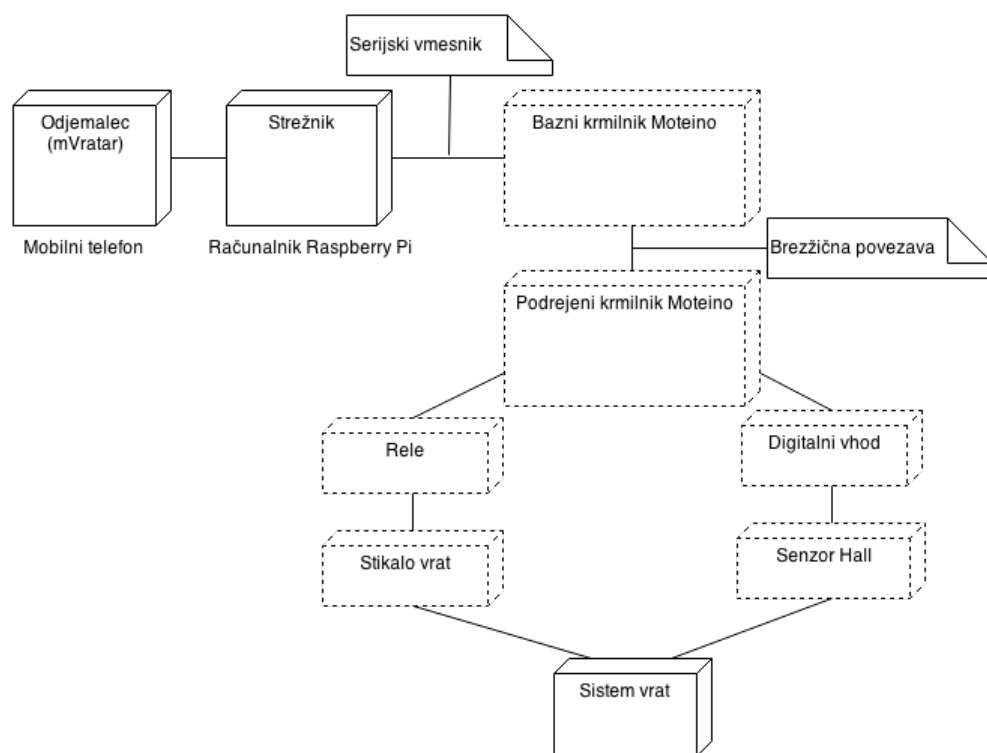 Serijski vmesnik
Odjemalec
(mVratar)
Strežnik
Bazni krmilnik Moteino
Mobilni telefon
Računalnik Raspberry Pi
Brezžična povezava
Podrejeni krmilnik Moteino
Rele
Digitalni vhod
Stikalo vrat
Senzor Hall
Sistem vrat